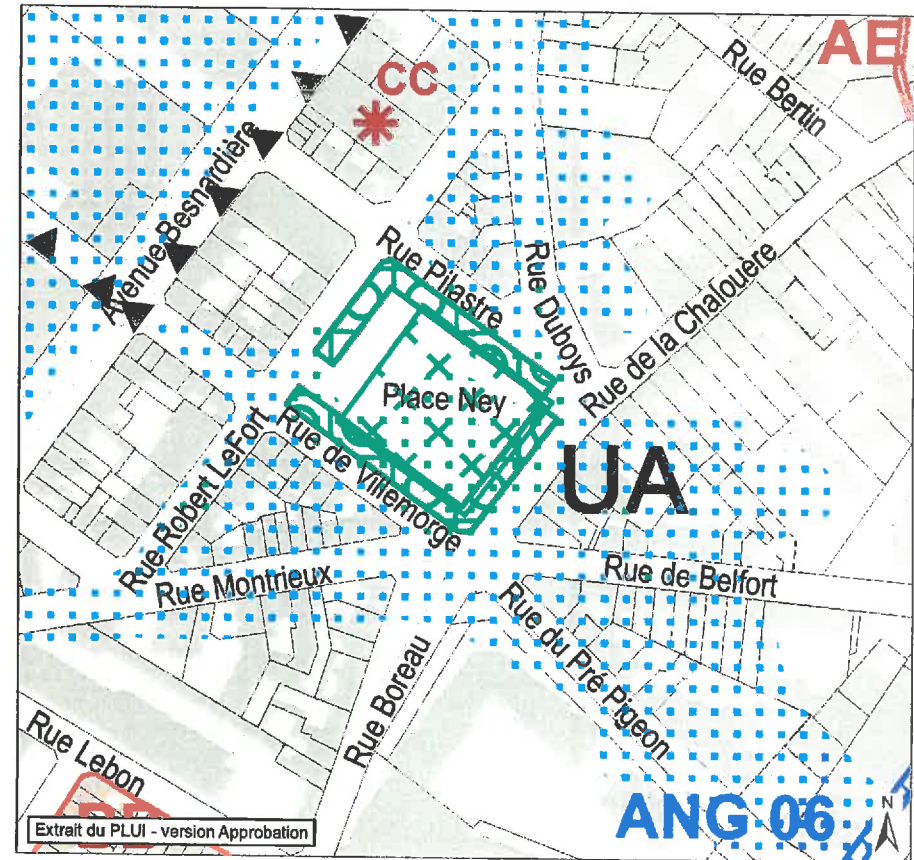 AE
Rue Bertin
CC
Avenue Besnardière
Rue Pilastre
Rue Duboys
Rue de la Chalouère
Place Ney
UA
Rue Robert LeFort
Rue de Villemorge
Rue Montrieux
Rue de Belfort
Rue du Pré Pigeon
Rue Boreau
Rue Lebon
ANG 06
N
Extrait du PLUI - version Approbation